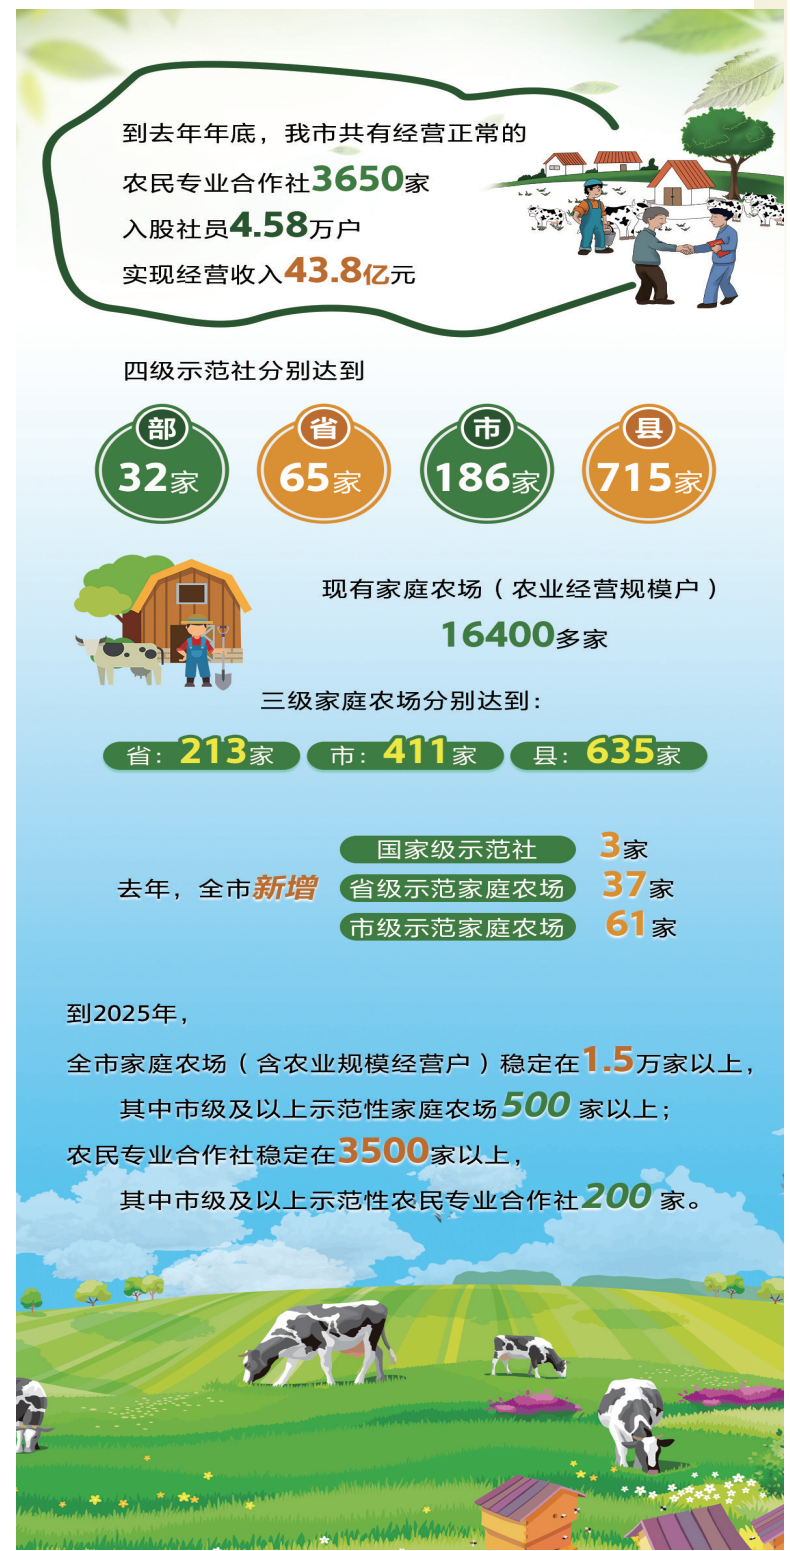 到去年年底，我市共有经营正常的
农民专业合作社3650家
入股社员4.58万户
实现经营收入43.8亿元
四级示范社分别达到
部 省 市 县
32家 65家 186家 715家
现有家庭农场（农业经营规模户）
16400多家
三级家庭农场分别达到：
省：213家 市：411家 县：635家
国家级示范社 3家
去年，全市新增 省级示范家庭农场 37家
市级示范家庭农场 61家
到2025年，
全市家庭农场（含农业规模经营户）稳定在1.5万家以上，
其中市级及以上示范性家庭农场500 家以上；
农民专业合作社稳定在3500家以上，
其中市级及以上示范性农民专业合作社200 家。